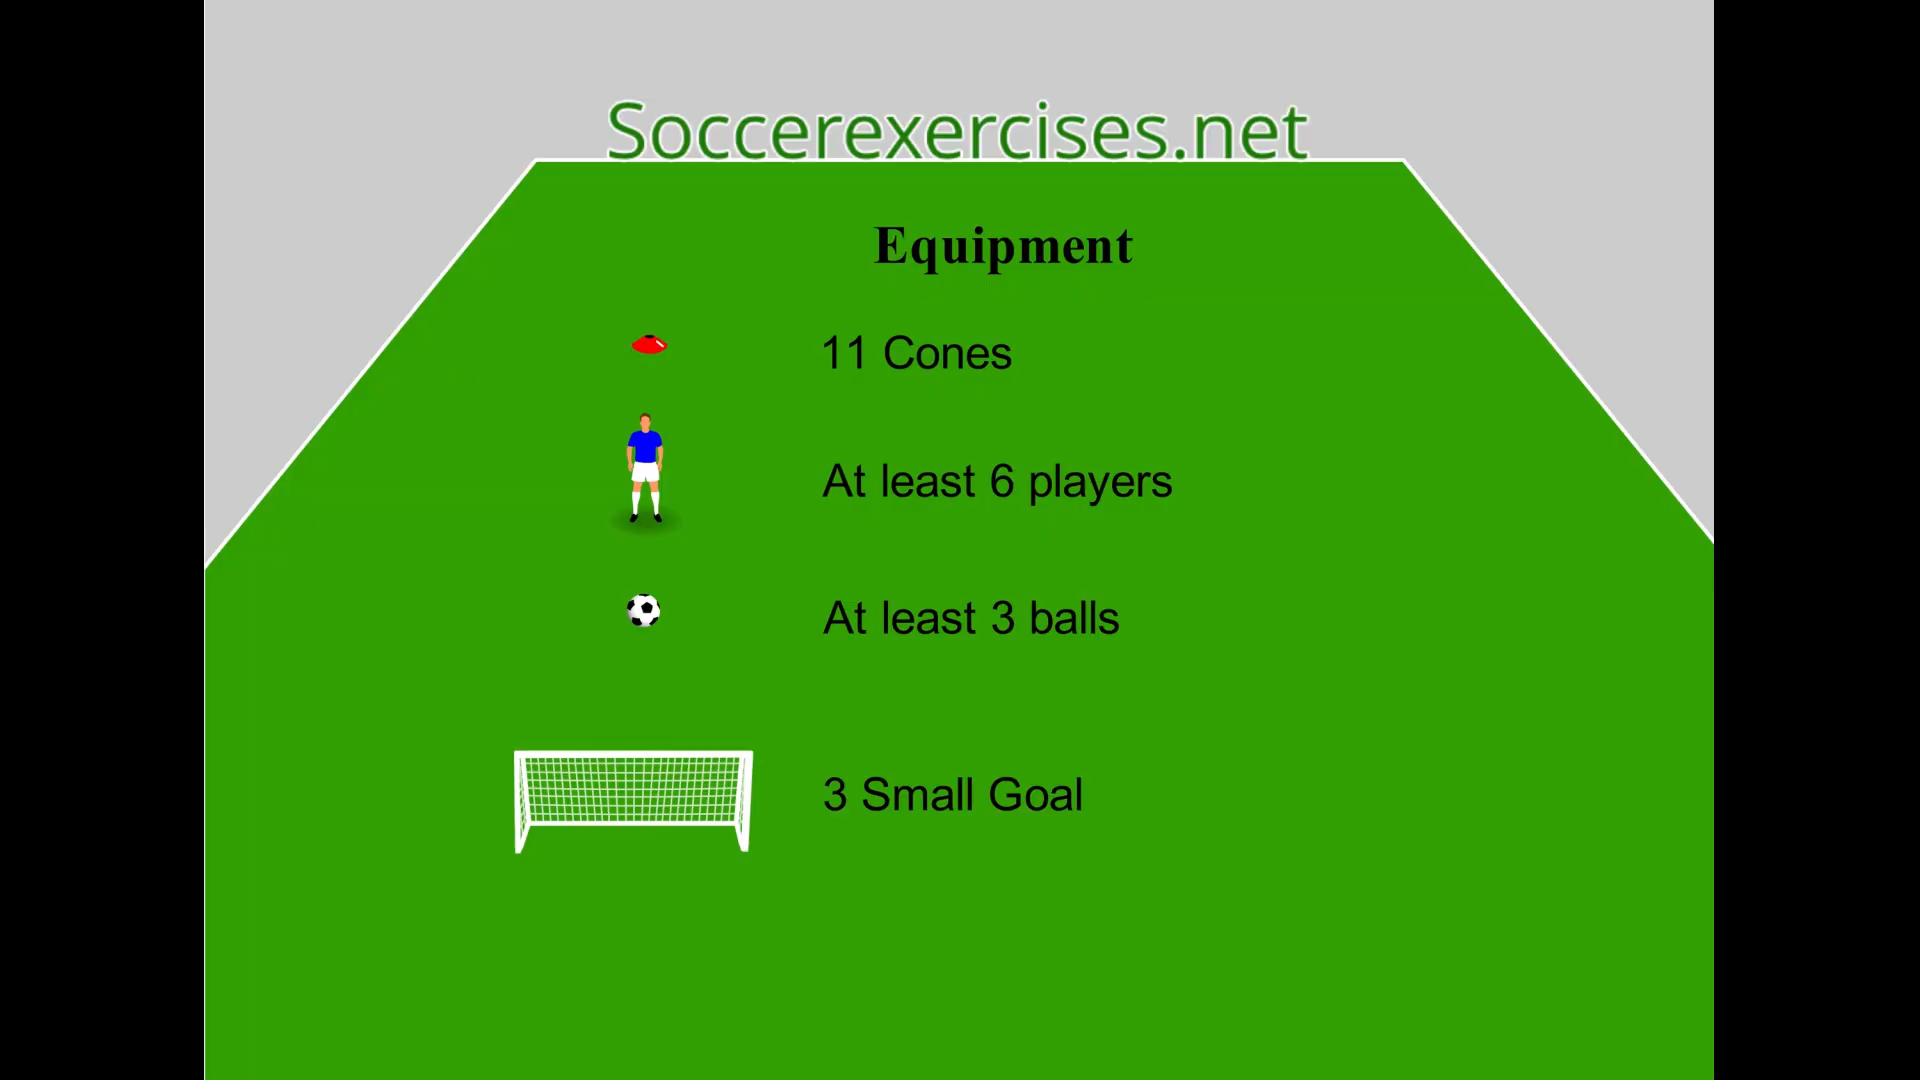 Soccerexercises.net
Equipment
11 Cones
At least 6 players
At least 3 balls
3 Small Goal